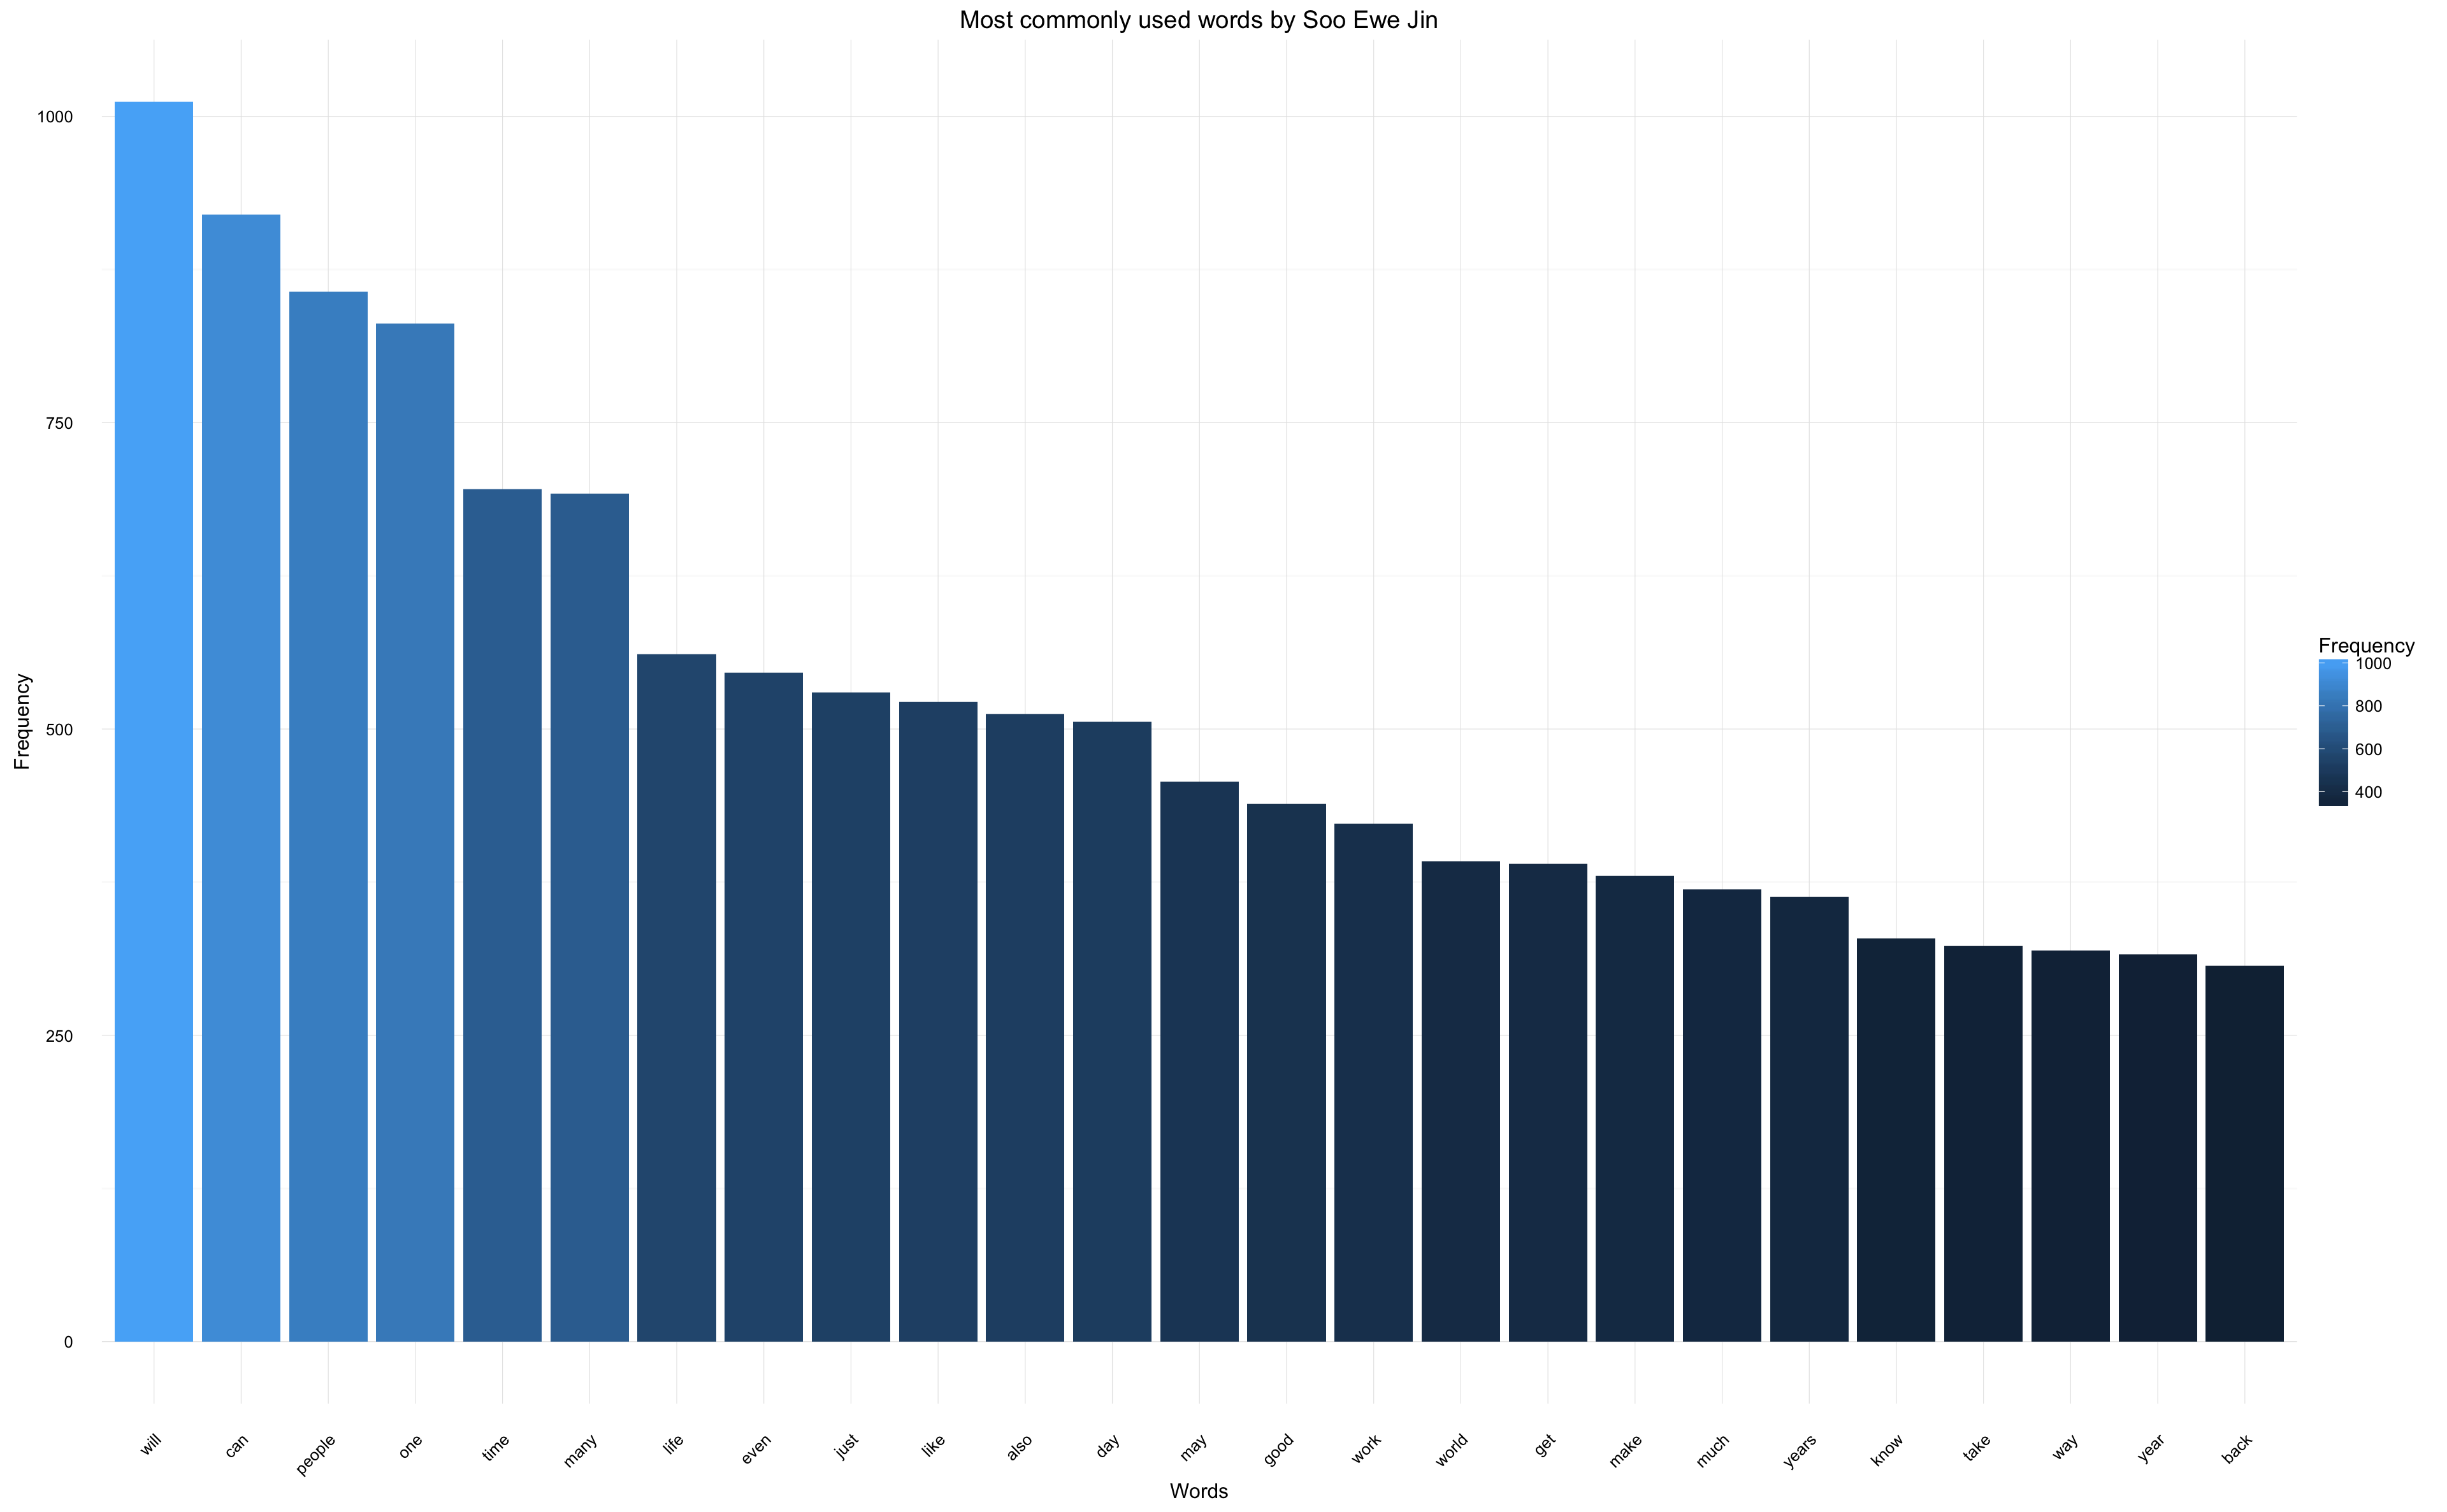 Most commonly used words by Soo Ewe Jin
1000
750
500
250
0
Frequency
will
can
people
one
time
many
life
even
just
like
also
day
may
good
work
world
get
make
much
years
know
take
way
year
back
Words
Frequency
1000
800
600
400